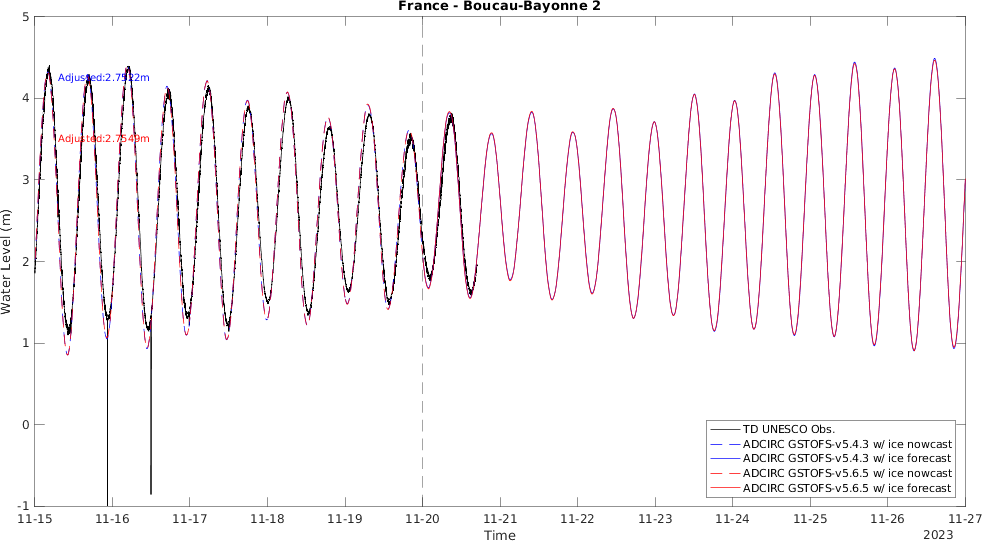 France - Boucau-Bayonne 2
5
4
3
2
1
0
-1
Water Level (m)
Adjusted:2.7522m
Adjusted:2.7549m
TD UNESCO Obs.
ADCIRC GSTOFS-v5.4.3 w/ ice nowcast
ADCIRC GSTOFS-v5.4.3 w/ ice forecast
ADCIRC GSTOFS-v5.6.5 w/ ice nowcast
ADCIRC GSTOFS-v5.6.5 w/ ice forecast
11-15 11-16 11-17 11-18 11-19 11-20 11-21 11-22 11-23 11-24 11-25 11-26 11-27
Time
2023